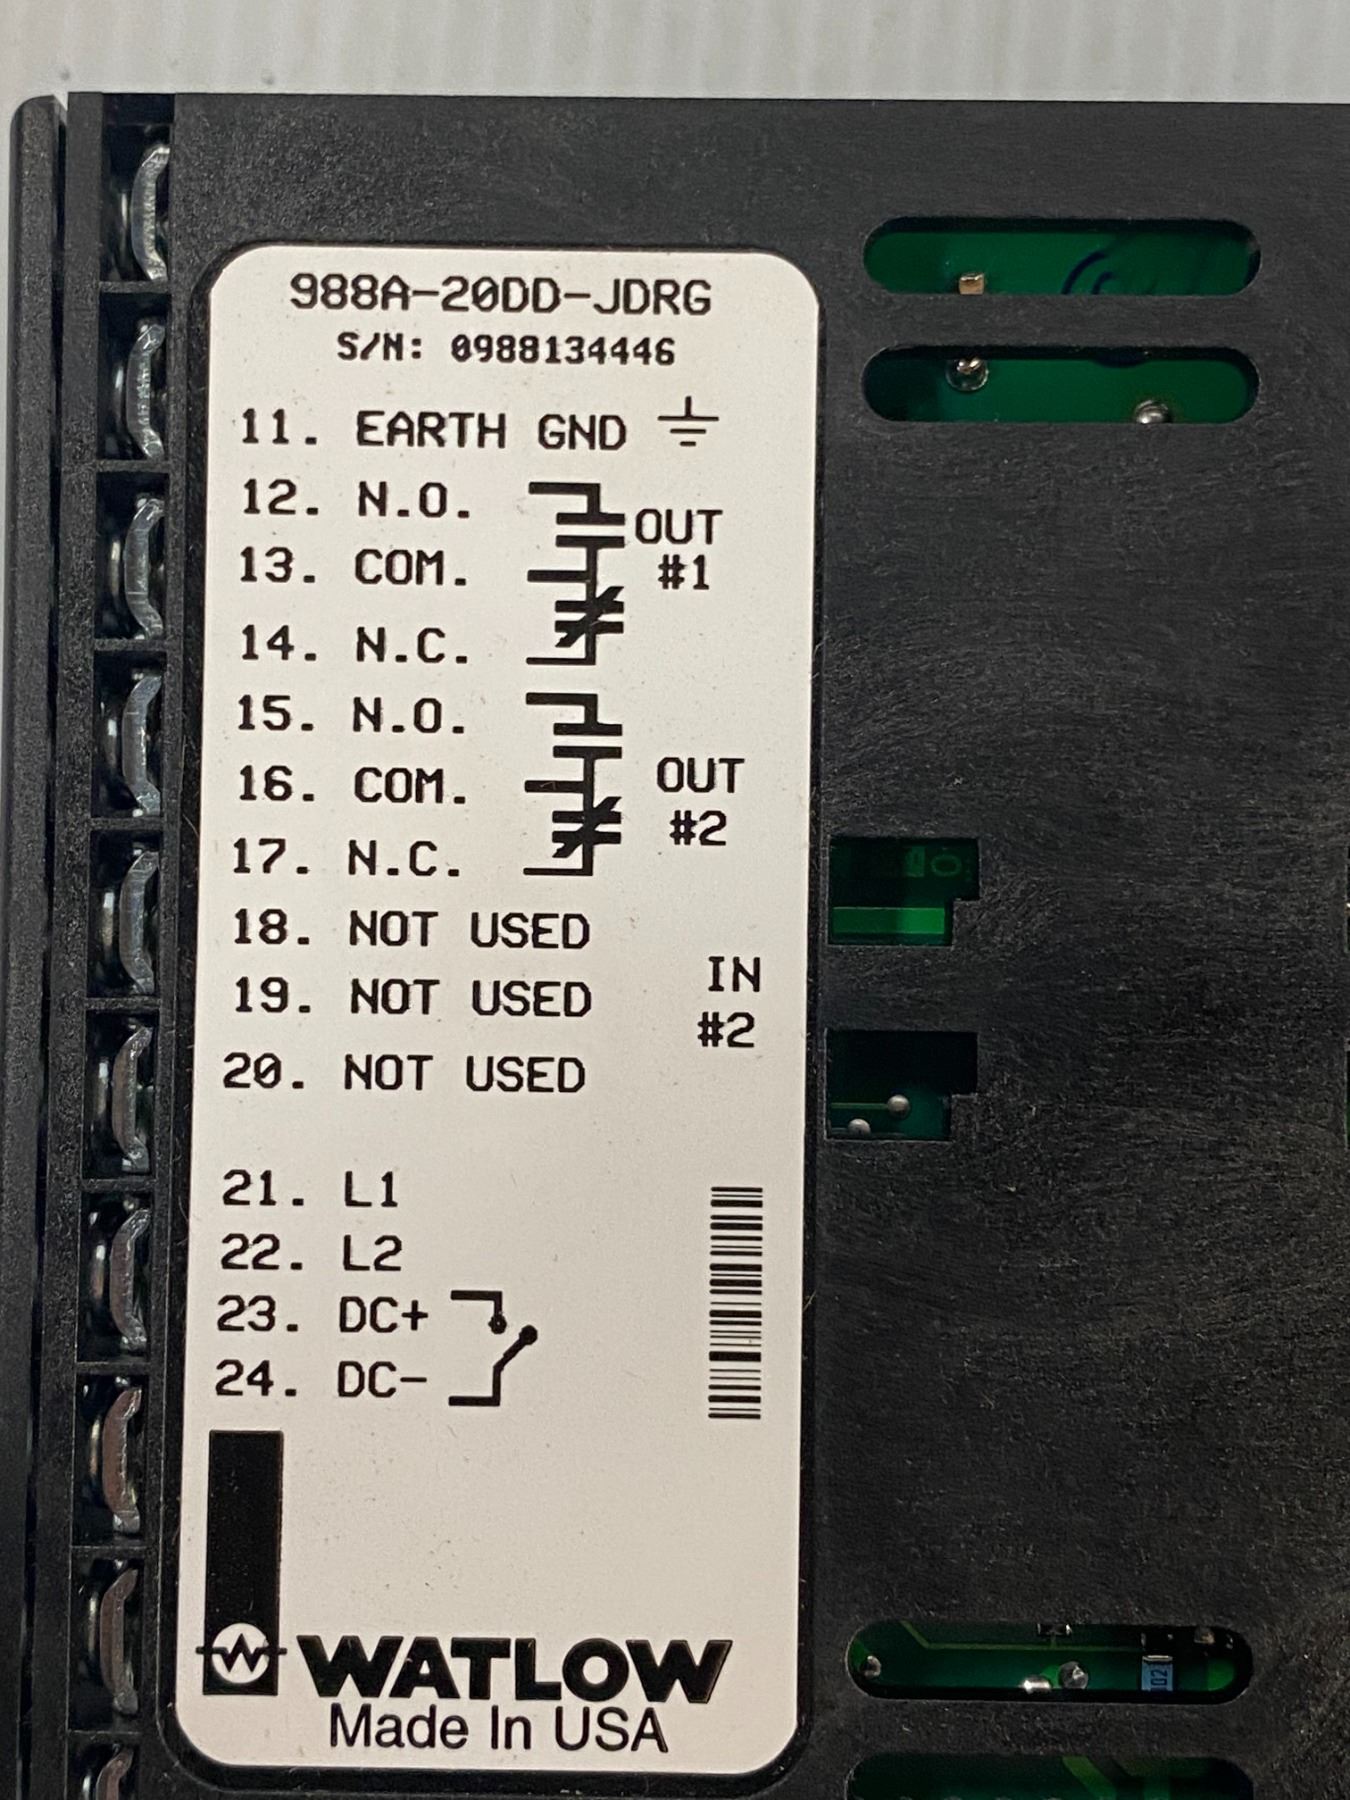 988A-20DD-JDRG
S/N: 0988134446
11. EARTH GND
12. N.O.
OUT
#1
13. COM.
14. N.C.
15. N.O.
16. COM.
OUT
#2
17. N.C.
18. NOT USED
19. NOT USED
IN
#2
20. NOT USED
21. L1
22. L2
23. DC+
24. DC-
WATLOW
Made In USA